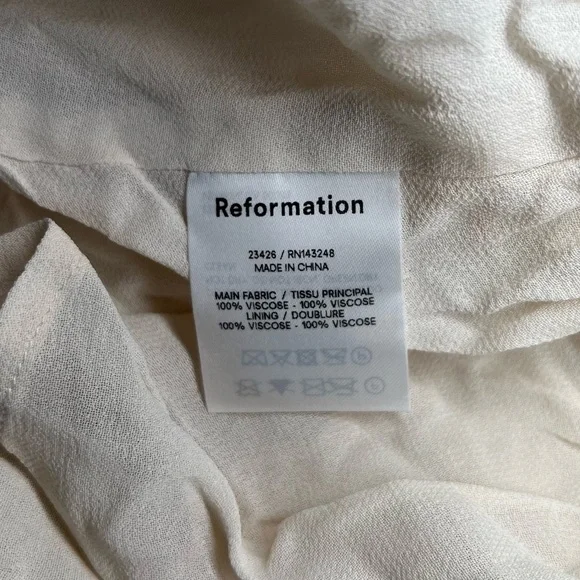 Reformation
23426 / RN143248
MADE IN CHINA
MAIN FABRIC / TISSU PRINCIPAL
100% VISCOSE - 100% VISCOSE
LINING / DOUBLURE
100% VISCOSE - 100% VISCOSE